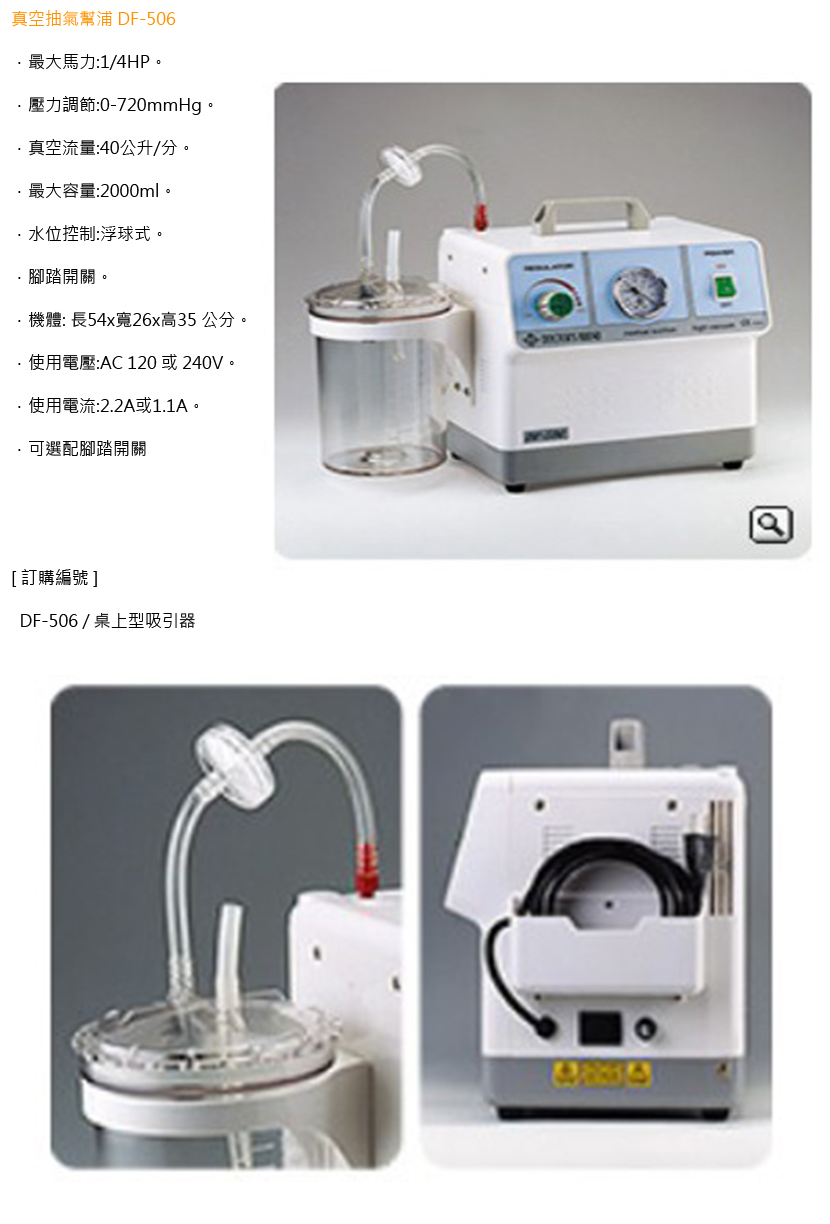 真空抽氣幫浦 DF-506
· 最大馬力:1/4HP。
· 壓力調節:0-720mmHg。
· 真空流量:40公升/分。
· 最大容量:2000ml。
· 水位控制:浮球式。
· 腳踏開關。
· 機體: 長54x寬26x高35 公分。
· 使用電壓:AC 120 或 240V。
· 使用電流:2.2A或1.1A。
· 可選配腳踏開關
REGULATOR
POWER
[ 訂購編號 ]
DF-506 / 桌上型吸引器